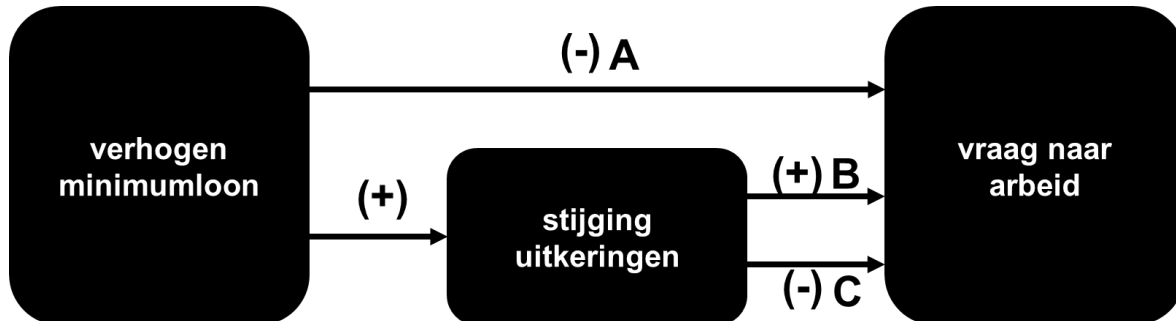 (-) A
verhogen
minimumloon
(+)
stijging
uitkeringen
(+) B
(-) C
vraag naar
arbeid